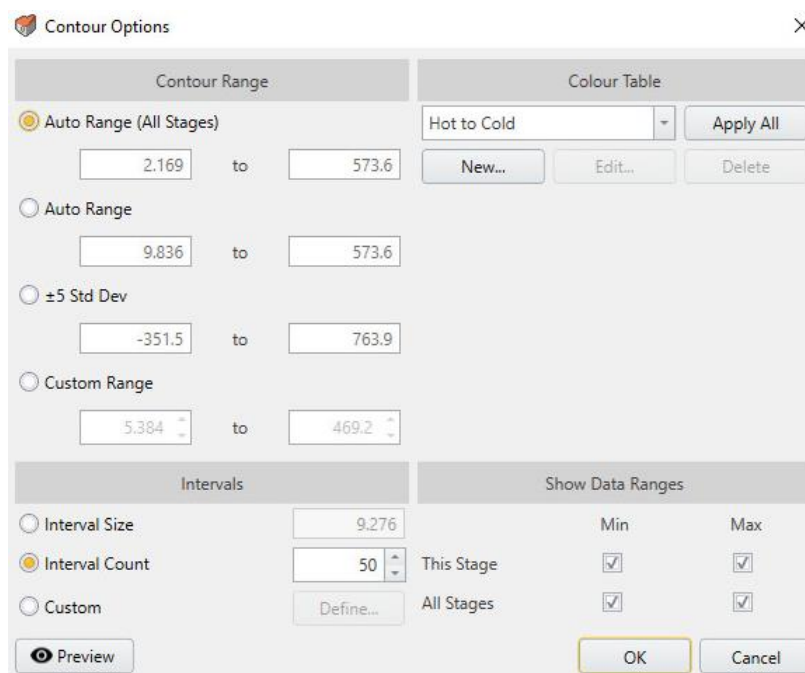 Contour Options
Contour Range
Auto Range (All Stages)
2.169 to 573.6
Auto Range
9.836 to 573.6
±5 Std Dev
-351.5 to 763.9
Custom Range
5.384 to 469.2
Colour Table
Hot to Cold Apply All
New... Edit... Delete
Intervals
Interval Size 9.276
Interval Count 50
Custom Define...
Show Data Ranges
Min Max
This Stage
All Stages
Preview
OK Cancel